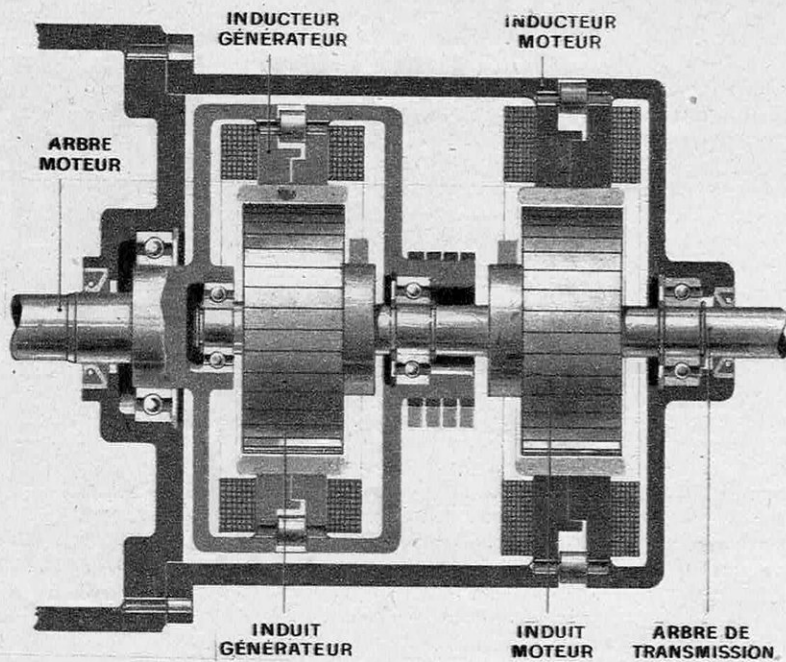 INDUCTEUR
GÉNÉRATEUR
INDUCTEUR
MOTEUR
ARBRE
MOTEUR
INDUIT
GÉNÉRATEUR
INDUIT
MOTEUR
ARBRE DE
TRANSMISSION